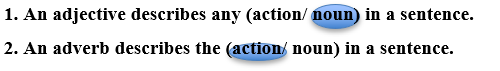 1. An adjective describes any (action/ noun) in a sentence.
2. An adverb describes the (action/ noun) in a sentence.